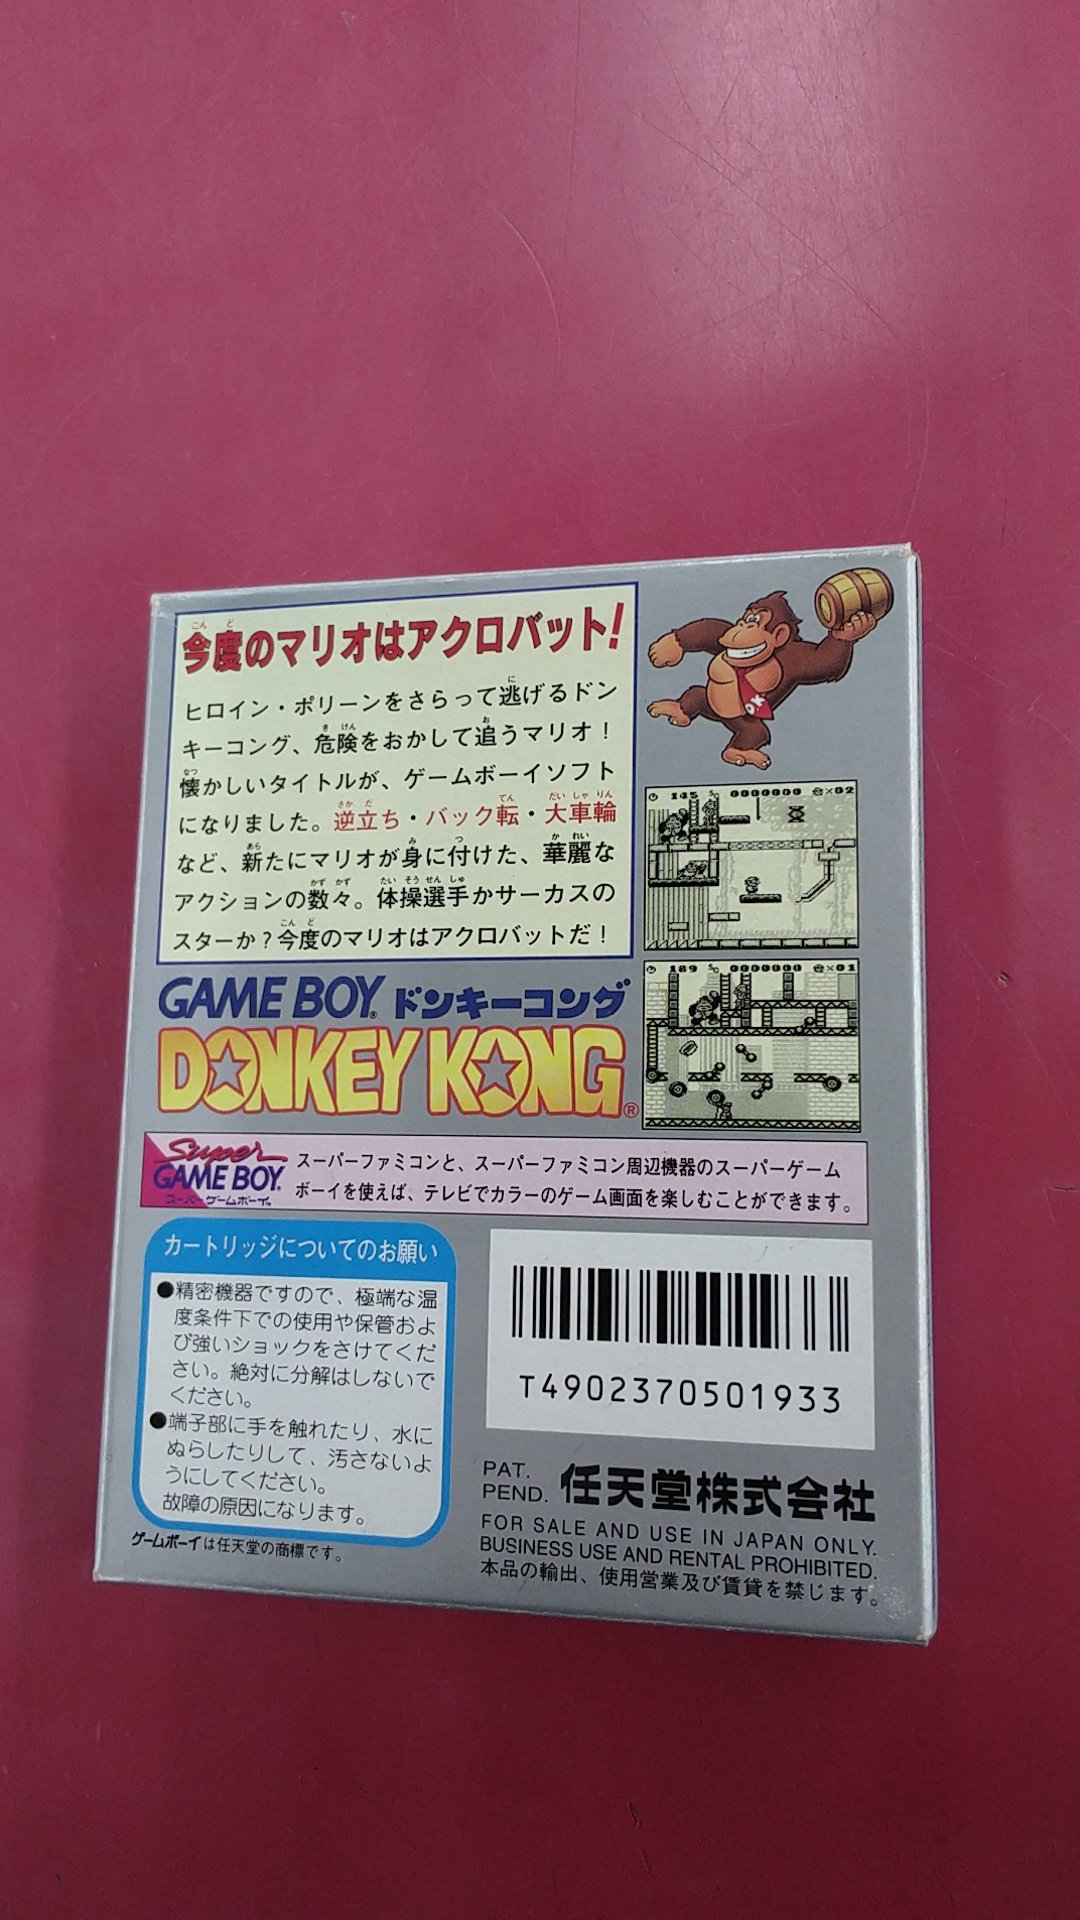 今度のマリオはアクロバット!
ヒロイン・ポリーンをさらって逃げるドン
キーコング、危険をおかして追うマリオ!
懐かしいタイトルが、ゲームボーイソフト
になりました。逆立ち・バック転・大車輪
など、新たにマリオが身に付けた、華麗な
アクションの数々。体操選手かサーカスの
スターか?今度のマリオはアクロバットだ!
DK
145 0000000 ×02
189 0000000 ×01
GAME BOY® ドンキーコング
DONKEY KONG®
Super
GAME BOY.
スーパーゲームボーイ
スーパーファミコンと、スーパーファミコン周辺機器のスーパーゲーム
ボーイを使えば、テレビでカラーのゲーム画面を楽しむことができます。
カートリッジについてのお願い
●精密機器ですので、極端な温
度条件下での使用や保管およ
び強いショックをさけてくだ
さい。絶対に分解はしないで
ください。
●端子部に手を触れたり、水に
ぬらしたりして、汚さないよ
うにしてください。
故障の原因になります。
ゲームボーイは任天堂の商標です。
T4902370501933
PAT.
PEND. 任天堂株式会社
FOR SALE AND USE IN JAPAN ONLY.
BUSINESS USE AND RENTAL PROHIBITED.
本品の輸出、使用営業及び賃貸を禁じます。